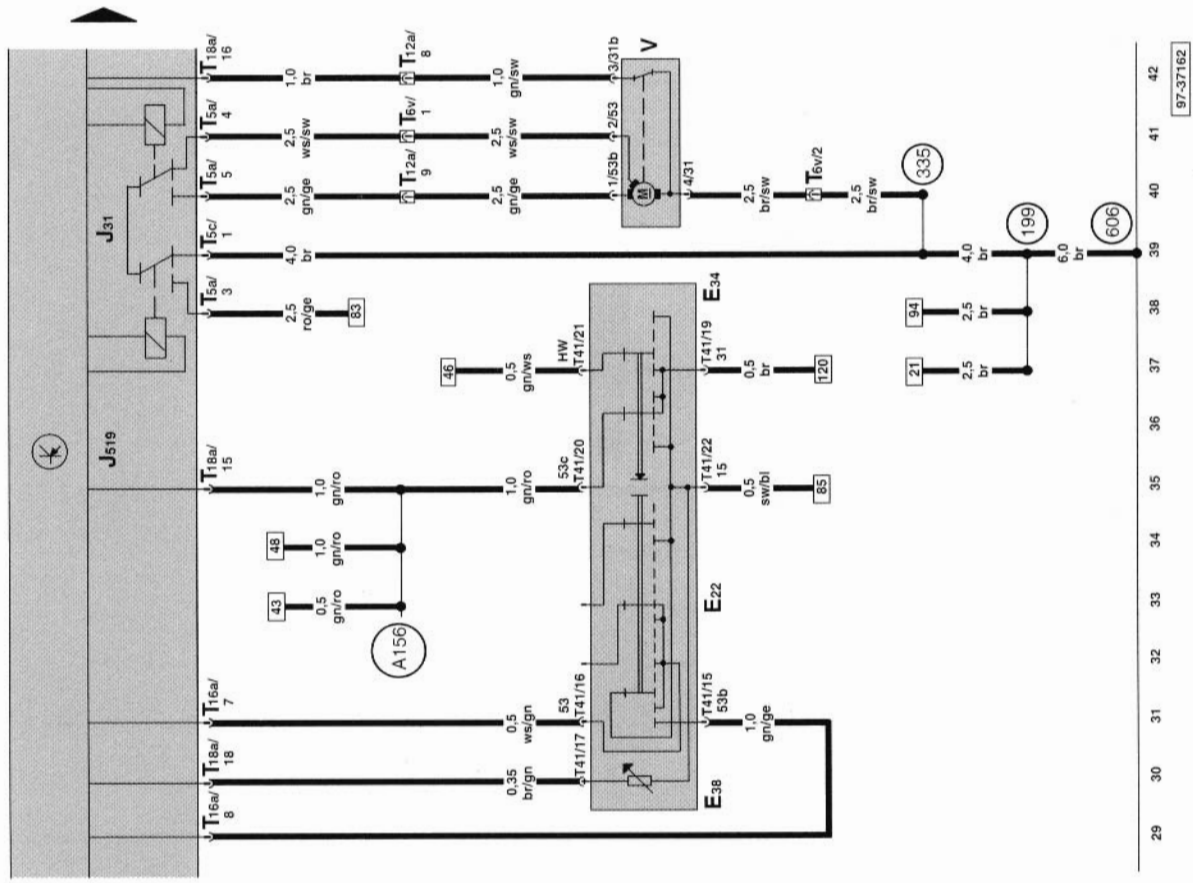 J519
J31
T16a/
8
T18a/
18
T16a/
7
T18a/
15
T5a/
3
T5c/
1
T5a/
5
T5a/
4
T18a/
16
43
0,5
gn/ro
48
1,0
gn/ro
1,0
gn/ro
A156
1,0
gn/ro
2,5
ro/ge
83
4,0
br
2,5
gn/ge
T12a/
9
2,5
gn/ge
1/53b
2,5
ws/sw
T6v/
1
2,5
ws/sw
2/53
1,0
br
T12a/
8
1,0
gn/sw
3/31b
V
M
4/31
2,5
br/sw
T6v/2
2,5
br/sw
335
0,35
br/gn
T41/17
0,5
ws/gn
53
T41/16
53c
T41/20
46
0,5
gn/ws
HW
T41/21
E38
E22
E34
T41/15
53b
1,0
gn/ge
T41/22
15
0,5
sw/bl
85
T41/19
31
0,5
br
120
21
2,5
br
94
2,5
br
4,0
br
199
6,0
br
606
29
30
31
32
33
34
35
36
37
38
39
40
41
42
97-37162